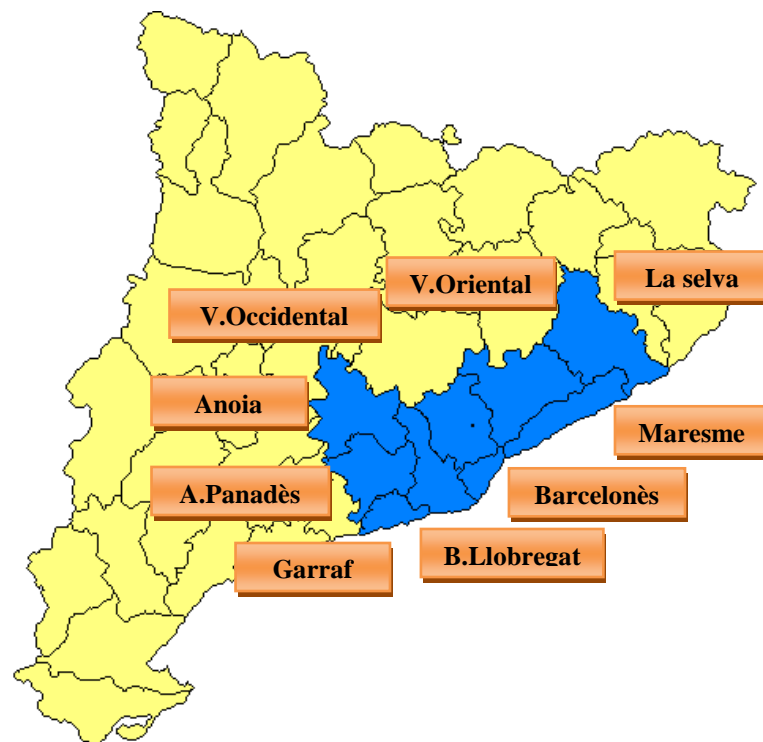 V.Oriental
La selva
V.Occidental
Anoia
Maresme
A.Panadès
Barcelonès
Garraf
B.Llobregat